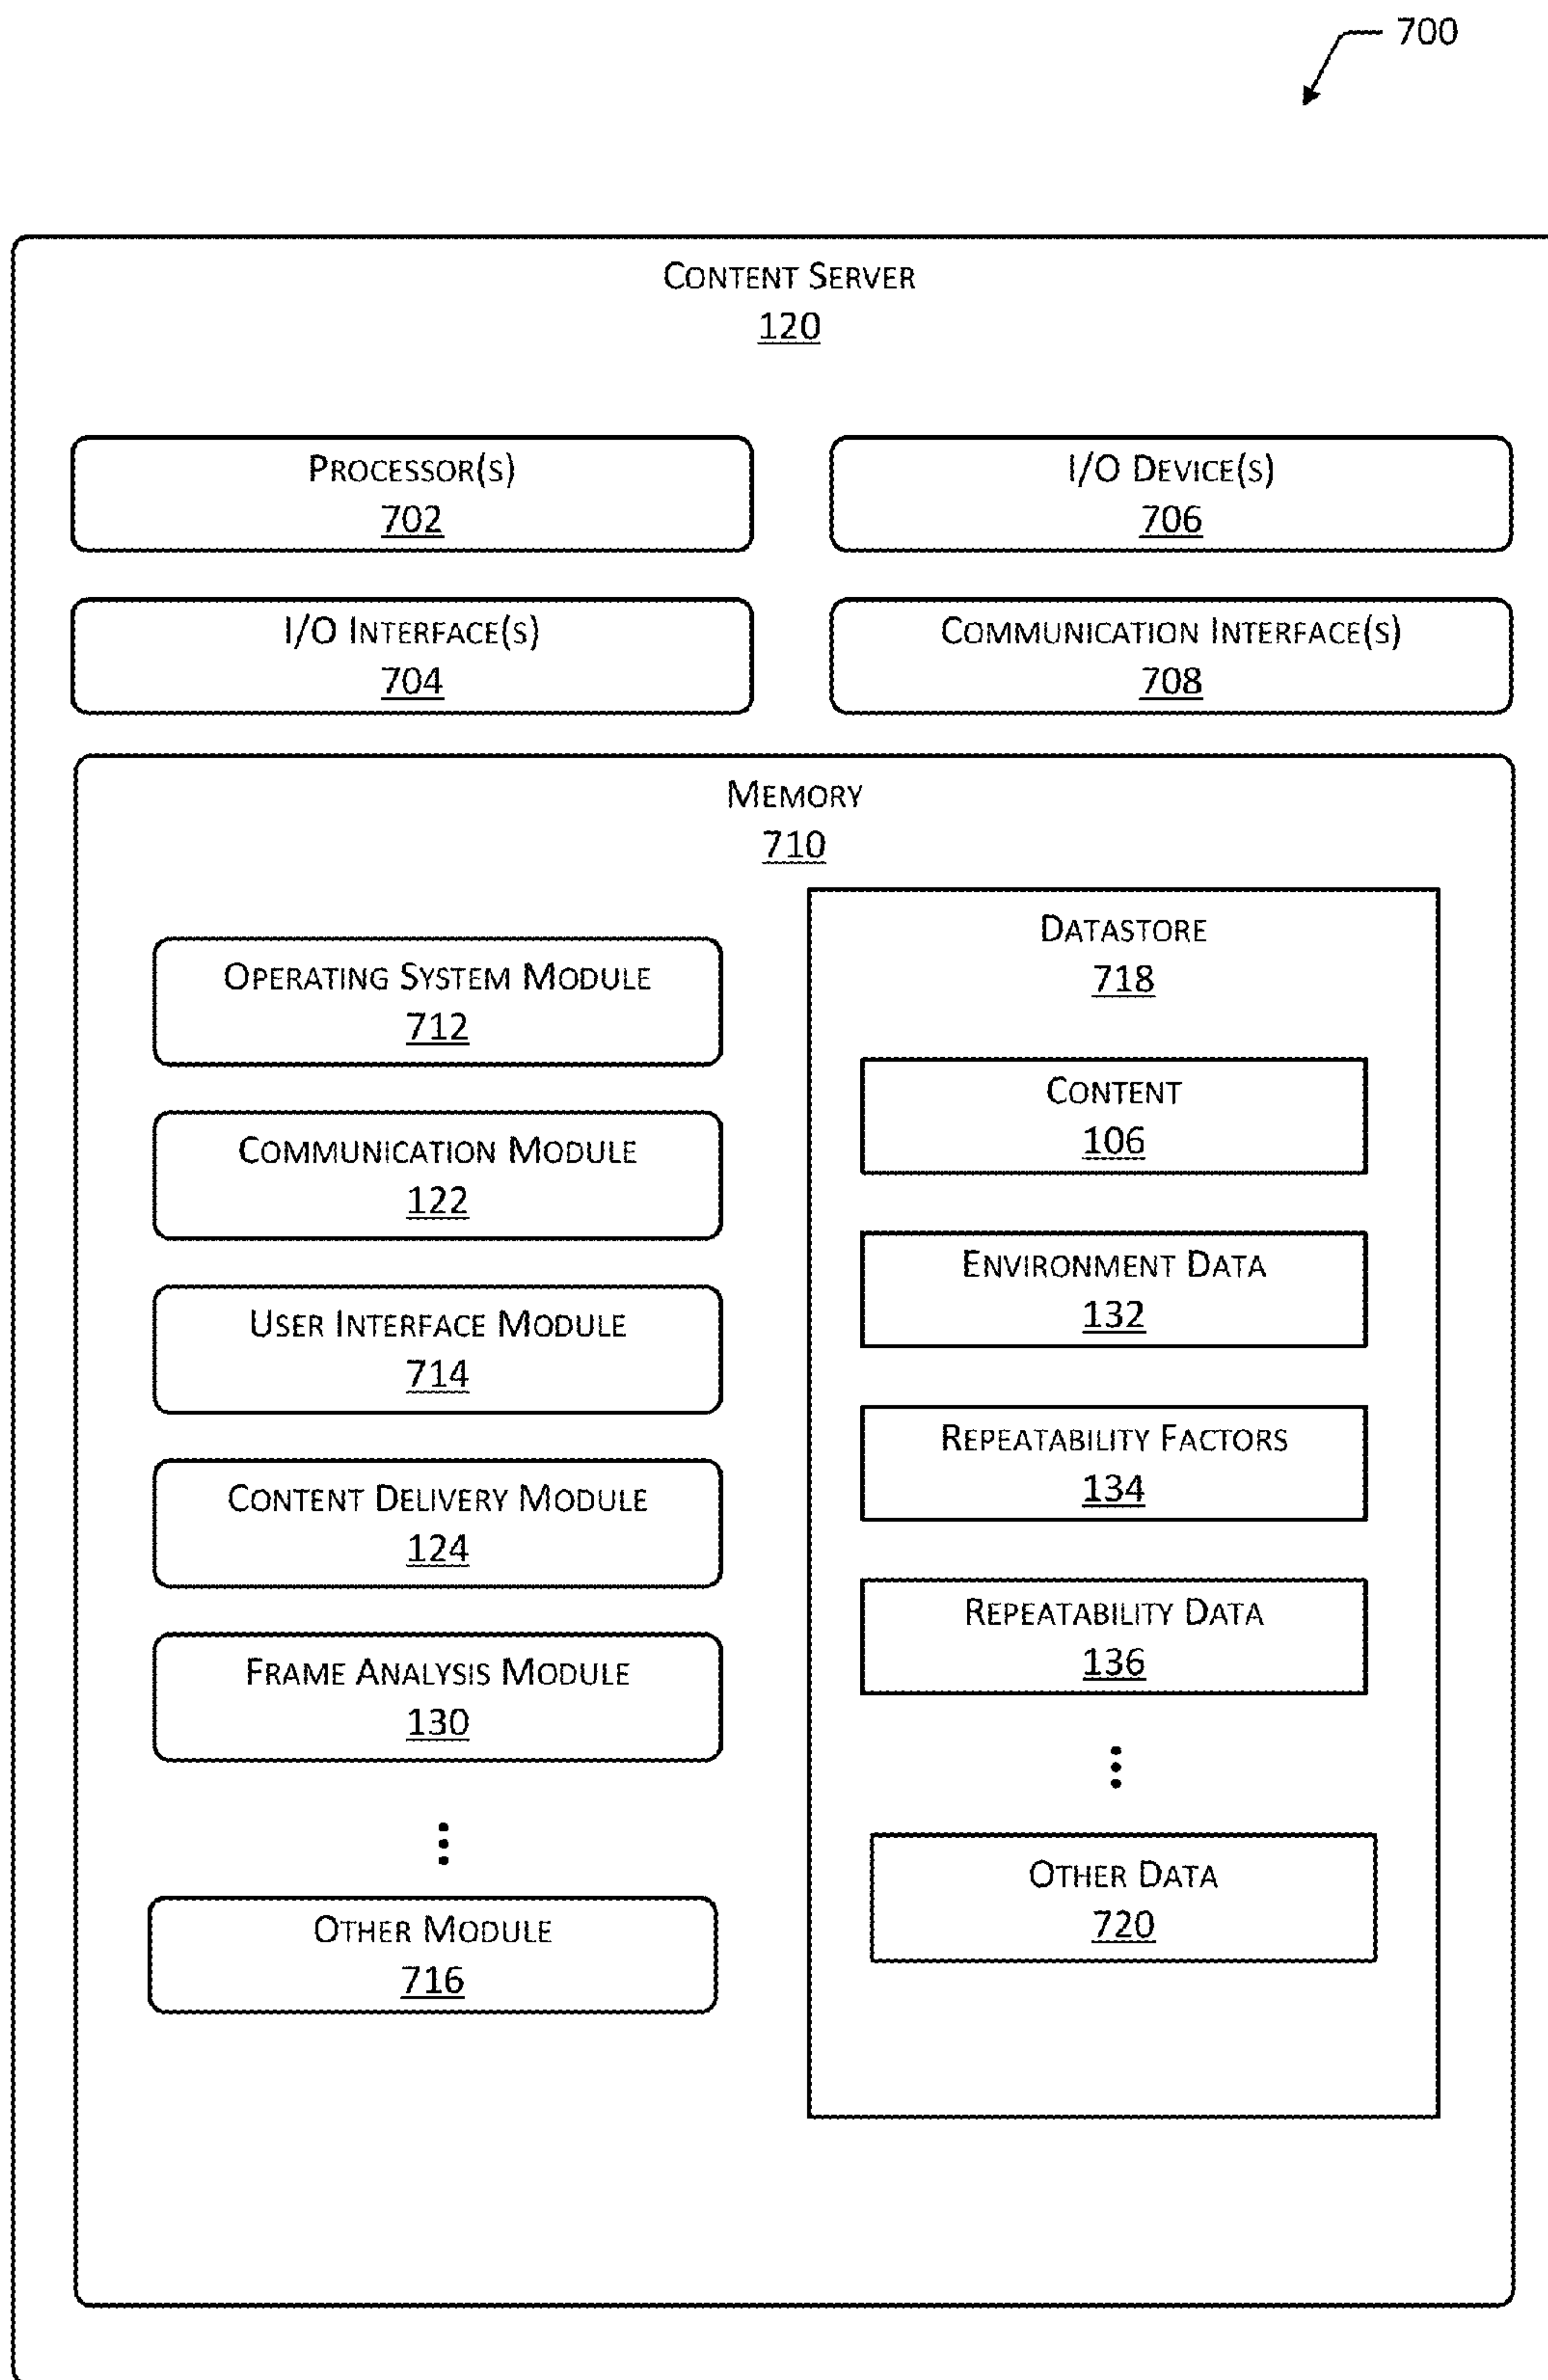 700
CONTENT SERVER
120
PROCESSOR(S)
702
I/O DEVICE(S)
706
I/O INTERFACE(S)
704
COMMUNICATION INTERFACE(S)
708
MEMORY
710
OPERATING SYSTEM MODULE
712
COMMUNICATION MODULE
122
USER INTERFACE MODULE
714
CONTENT DELIVERY MODULE
124
FRAME ANALYSIS MODULE
130
OTHER MODULE
716
DATASTORE
718
CONTENT
106
ENVIRONMENT DATA
132
REPEATABILITY FACTORS
134
REPEATABILITY DATA
136
OTHER DATA
720